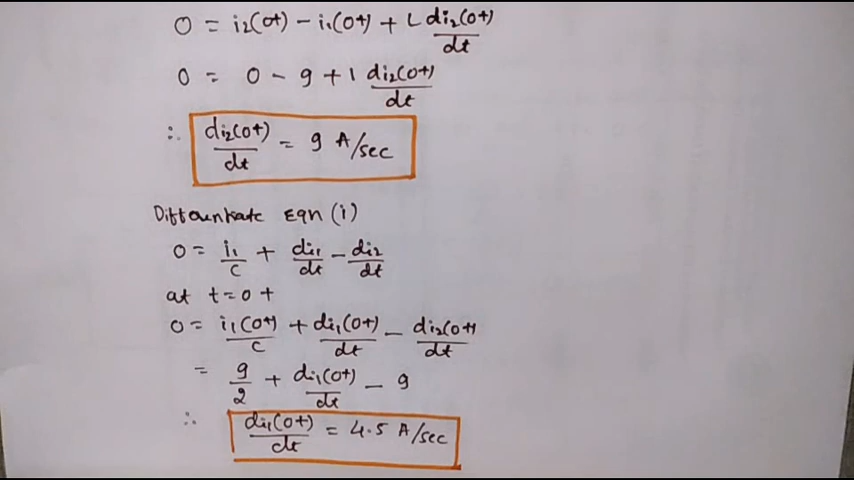 0 = i₂(0+) - i₁(0+) + L di₂(0+)/dt
0 = 0 - 9 + 1 di₂(0+)/dt
∴ di₂(0+)/dt = 9 A/sec
Differentiate Eqn (i)
0 = i₁/C + di₁/dt - di₂/dt
at t=0+
0 = i₁(0+)/C + di₁(0+)/dt - di₂(0+)/dt
= 9/2 + di₁(0+)/dt - 9
∴ di₁(0+)/dt = 4.5 A/sec